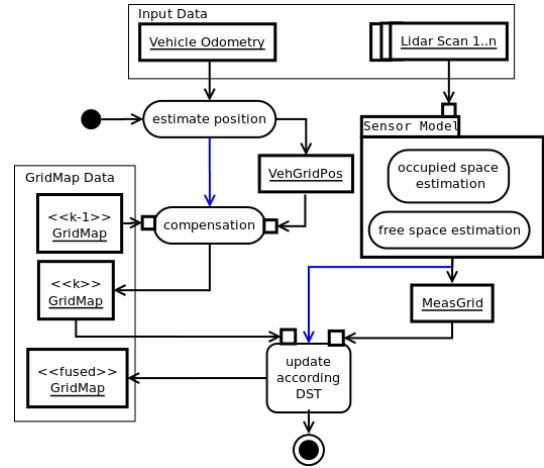 Input Data
Vehicle Odometry
Lidar Scan 1..n
estimate position
Sensor Model
VehGridPos
occupied space
estimation
free space estimation
GridMap Data
<<k-1>>
GridMap
compensation
<<k>>
GridMap
MeasGrid
<<fused>>
GridMap
update
according
DST